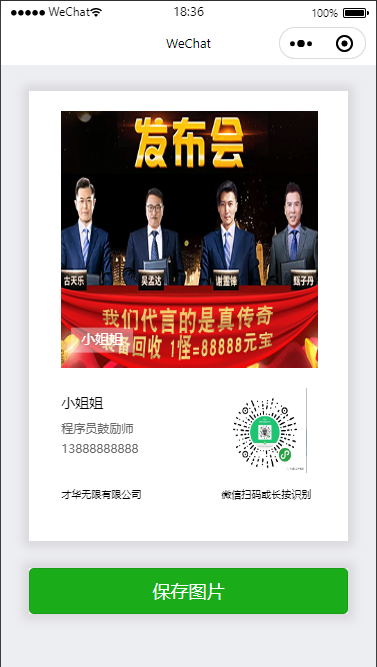 WeChat 18:36 100%
WeChat
发布会
古天乐 吴孟达 谢霆锋 甄子丹
我们代言的是真传奇
装备回收 1怪=88888元宝
小姐姐
小姐姐
程序员鼓励师
13888888888
才华无限有限公司 微信扫码或长按识别
保存图片